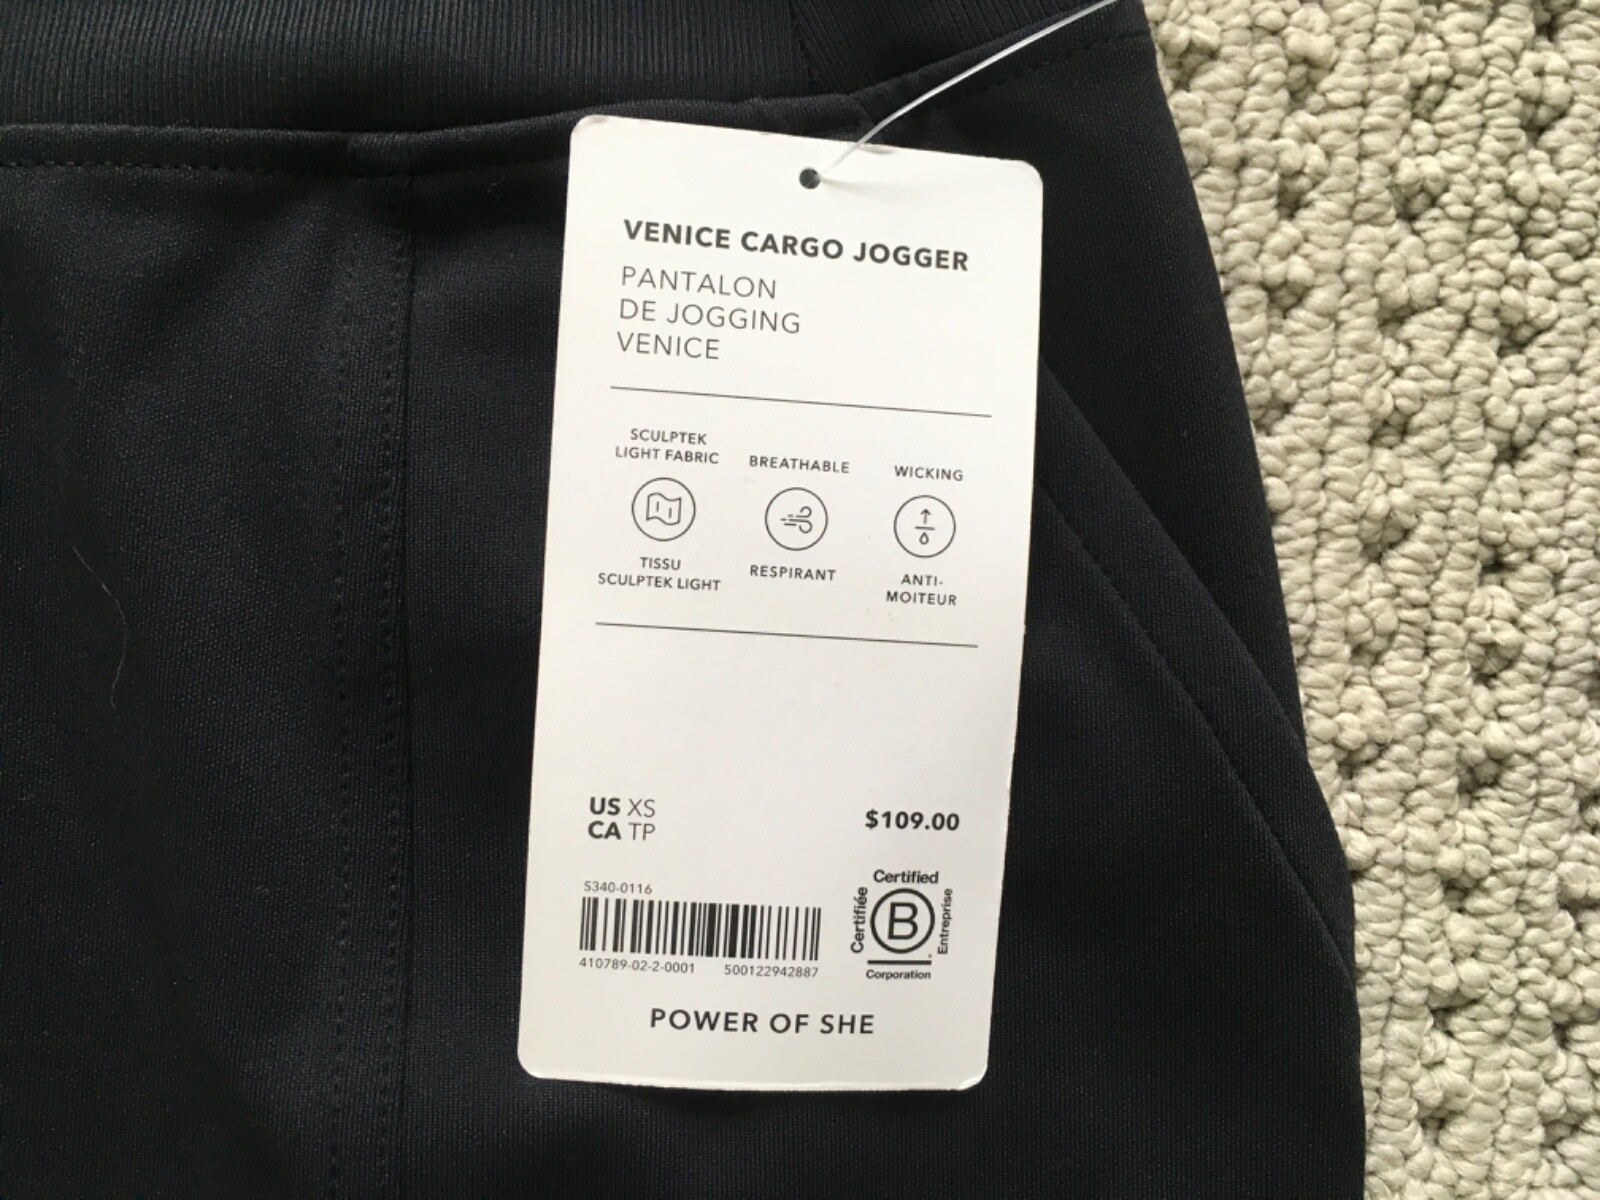 VENICE CARGO JOGGER
PANTALON
DE JOGGING
VENICE
SCULPTEK
LIGHT FABRIC
BREATHABLE
WICKING
TISSU
SCULPTEK LIGHT
RESPIRANT
ANTI-
MOITEUR
US XS
CA TP
$109.00
S340-0116
410789-02-2-0001 500122942887
Certified
Certifiée
B
Entreprise
Corporation
POWER OF SHE